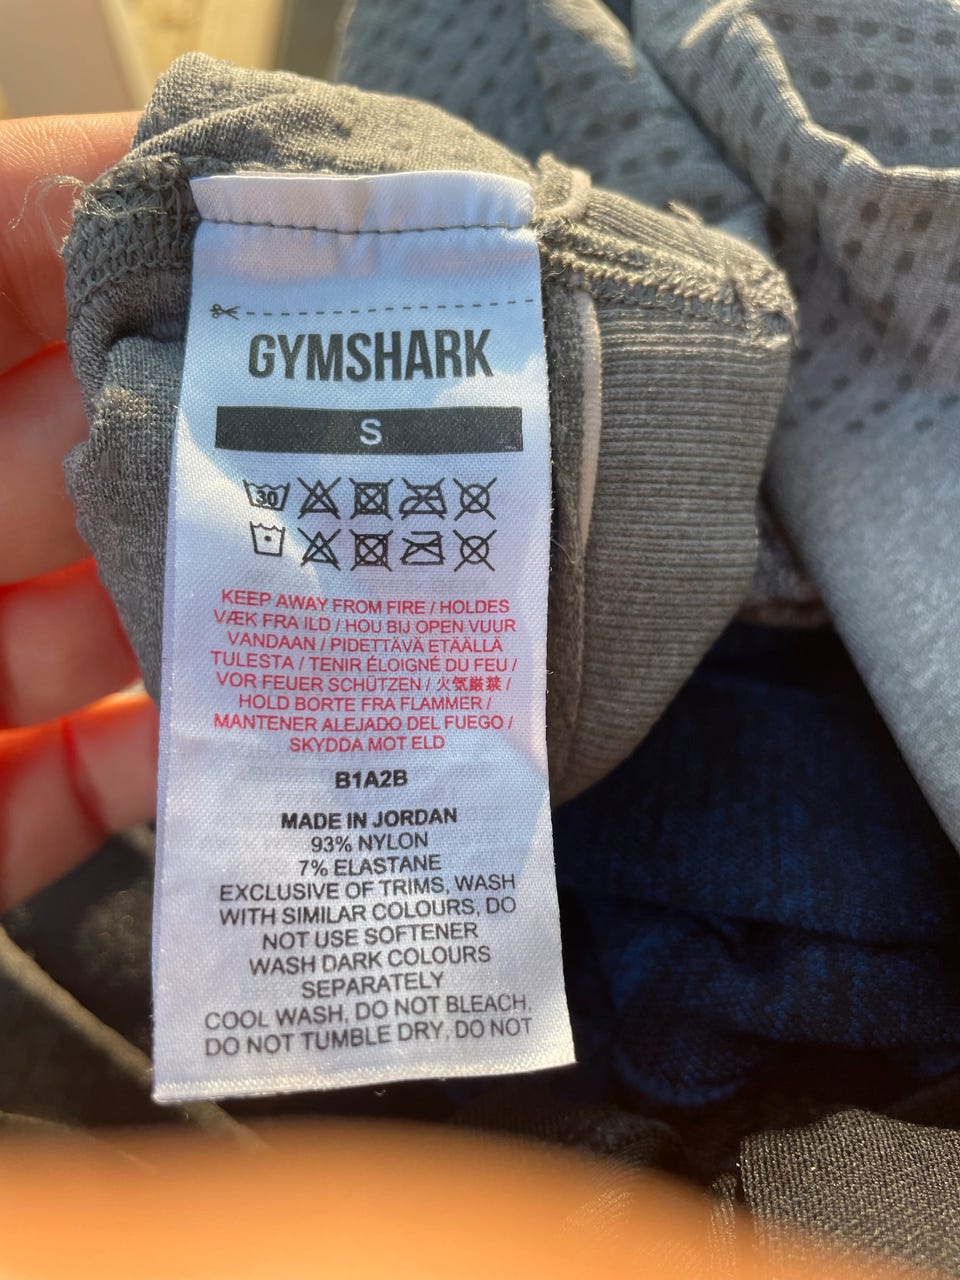 GYMSHARK
S
30
KEEP AWAY FROM FIRE / HOLDES
VÆK FRA ILD / HOU BIJ OPEN VUUR
VANDAAN / PIDETTÄVÄ ETÄÄLLÄ
TULESTA / TENIR ÉLOIGNÉ DU FEU /
VOR FEUER SCHÜTZEN / 火気厳禁 /
HOLD BORTE FRA FLAMMER /
MANTENER ALEJADO DEL FUEGO /
SKYDDA MOT ELD
B1A2B
MADE IN JORDAN
93% NYLON
7% ELASTANE
EXCLUSIVE OF TRIMS, WASH
WITH SIMILAR COLOURS, DO
NOT USE SOFTENER
WASH DARK COLOURS
SEPARATELY
COOL WASH, DO NOT BLEACH,
DO NOT TUMBLE DRY, DO NOT